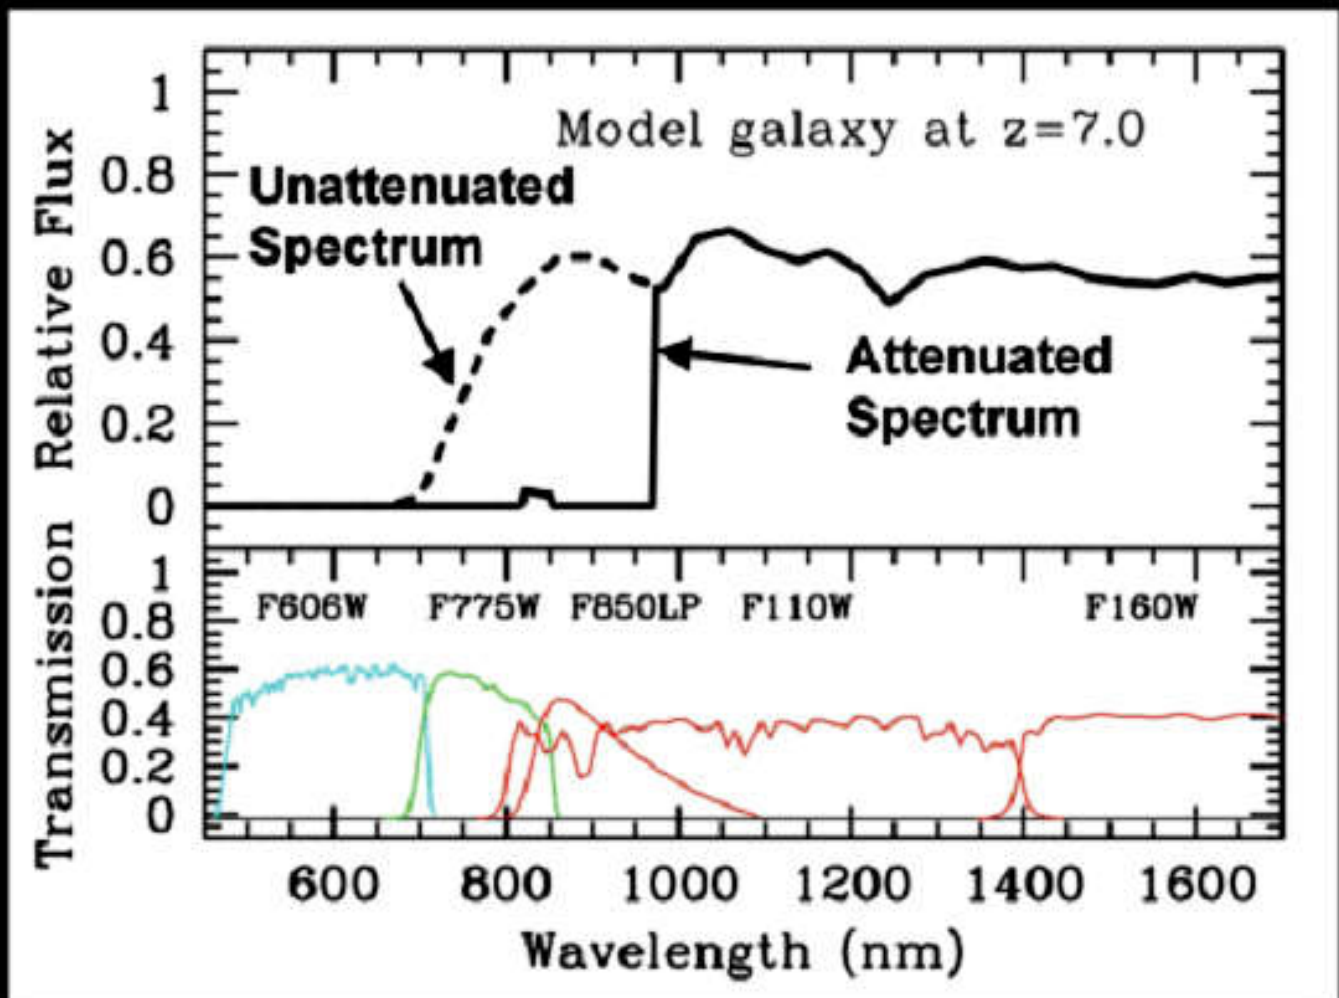 Model galaxy at z=7.0
Unattenuated
Spectrum
Attenuated
Spectrum
Relative Flux
1
0.8
0.6
0.4
0.2
0
F606W F775W F850LP F110W F160W
Transmission
1
0.8
0.6
0.4
0.2
0
600 800 1000 1200 1400 1600
Wavelength (nm)